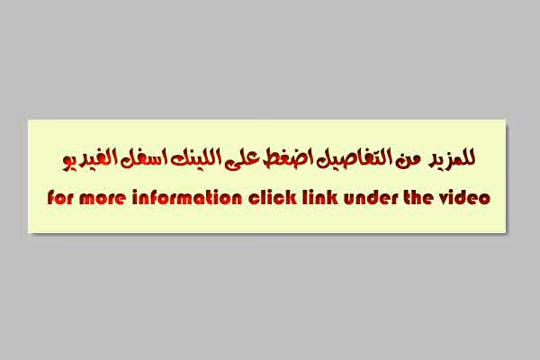 للمزيد من التفاصيل اضغط على اللينك اسفل الفيديو
for more information click link under the video